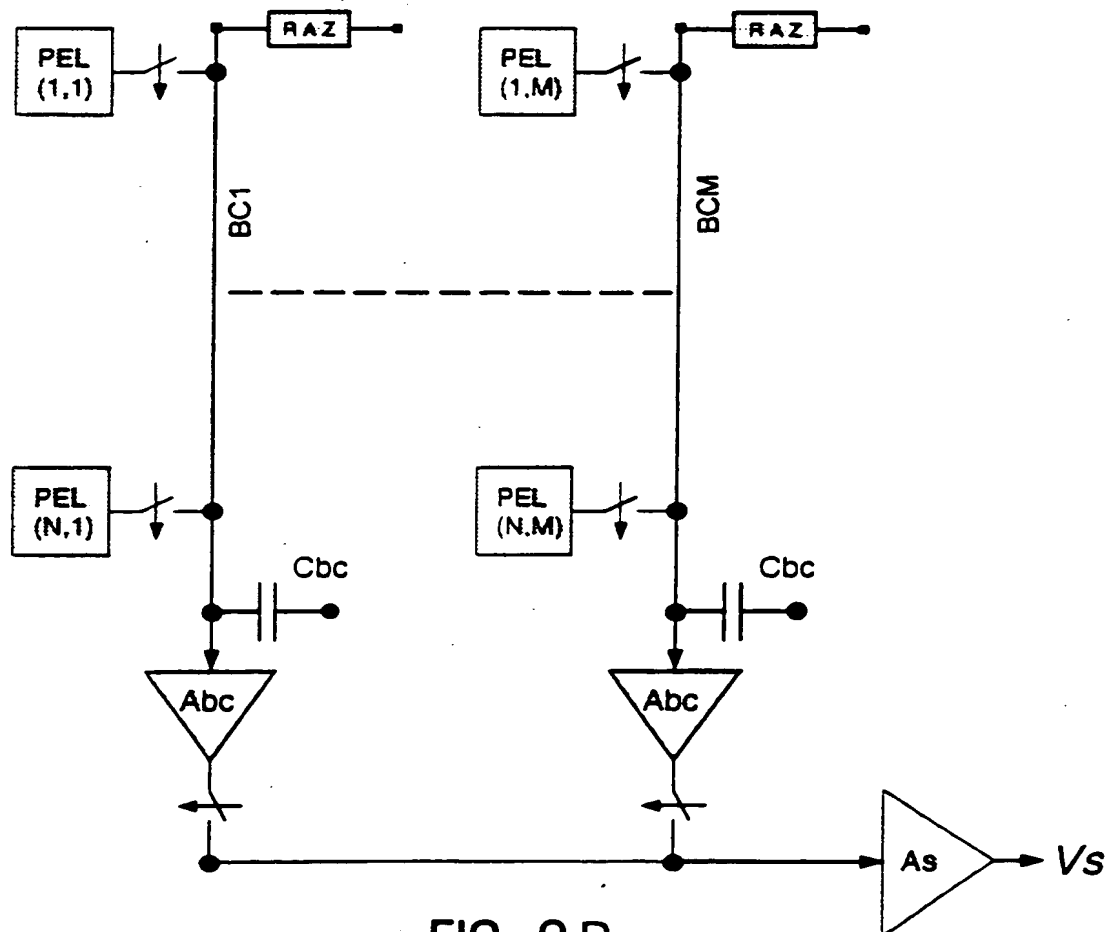 RAZ RAZ
PEL
(1,1)
PEL
(1,M)
BC1
BCM
PEL
(N,1)
PEL
(N,M)
Cbc
Cbc
Abc
Abc
As
Vs